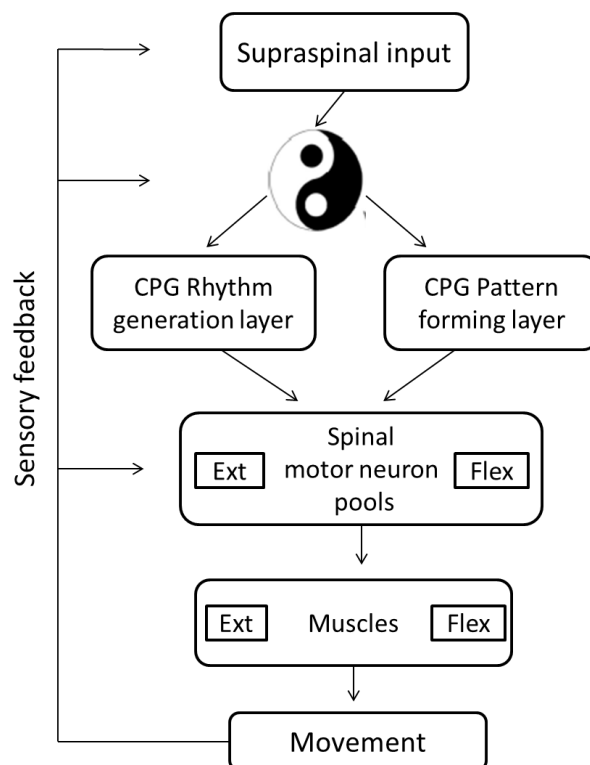 Supraspinal input
CPG Rhythm
generation layer
CPG Pattern
forming layer
Sensory feedback
Spinal
Ext
motor neuron
Flex
pools
Ext
Muscles
Flex
Movement